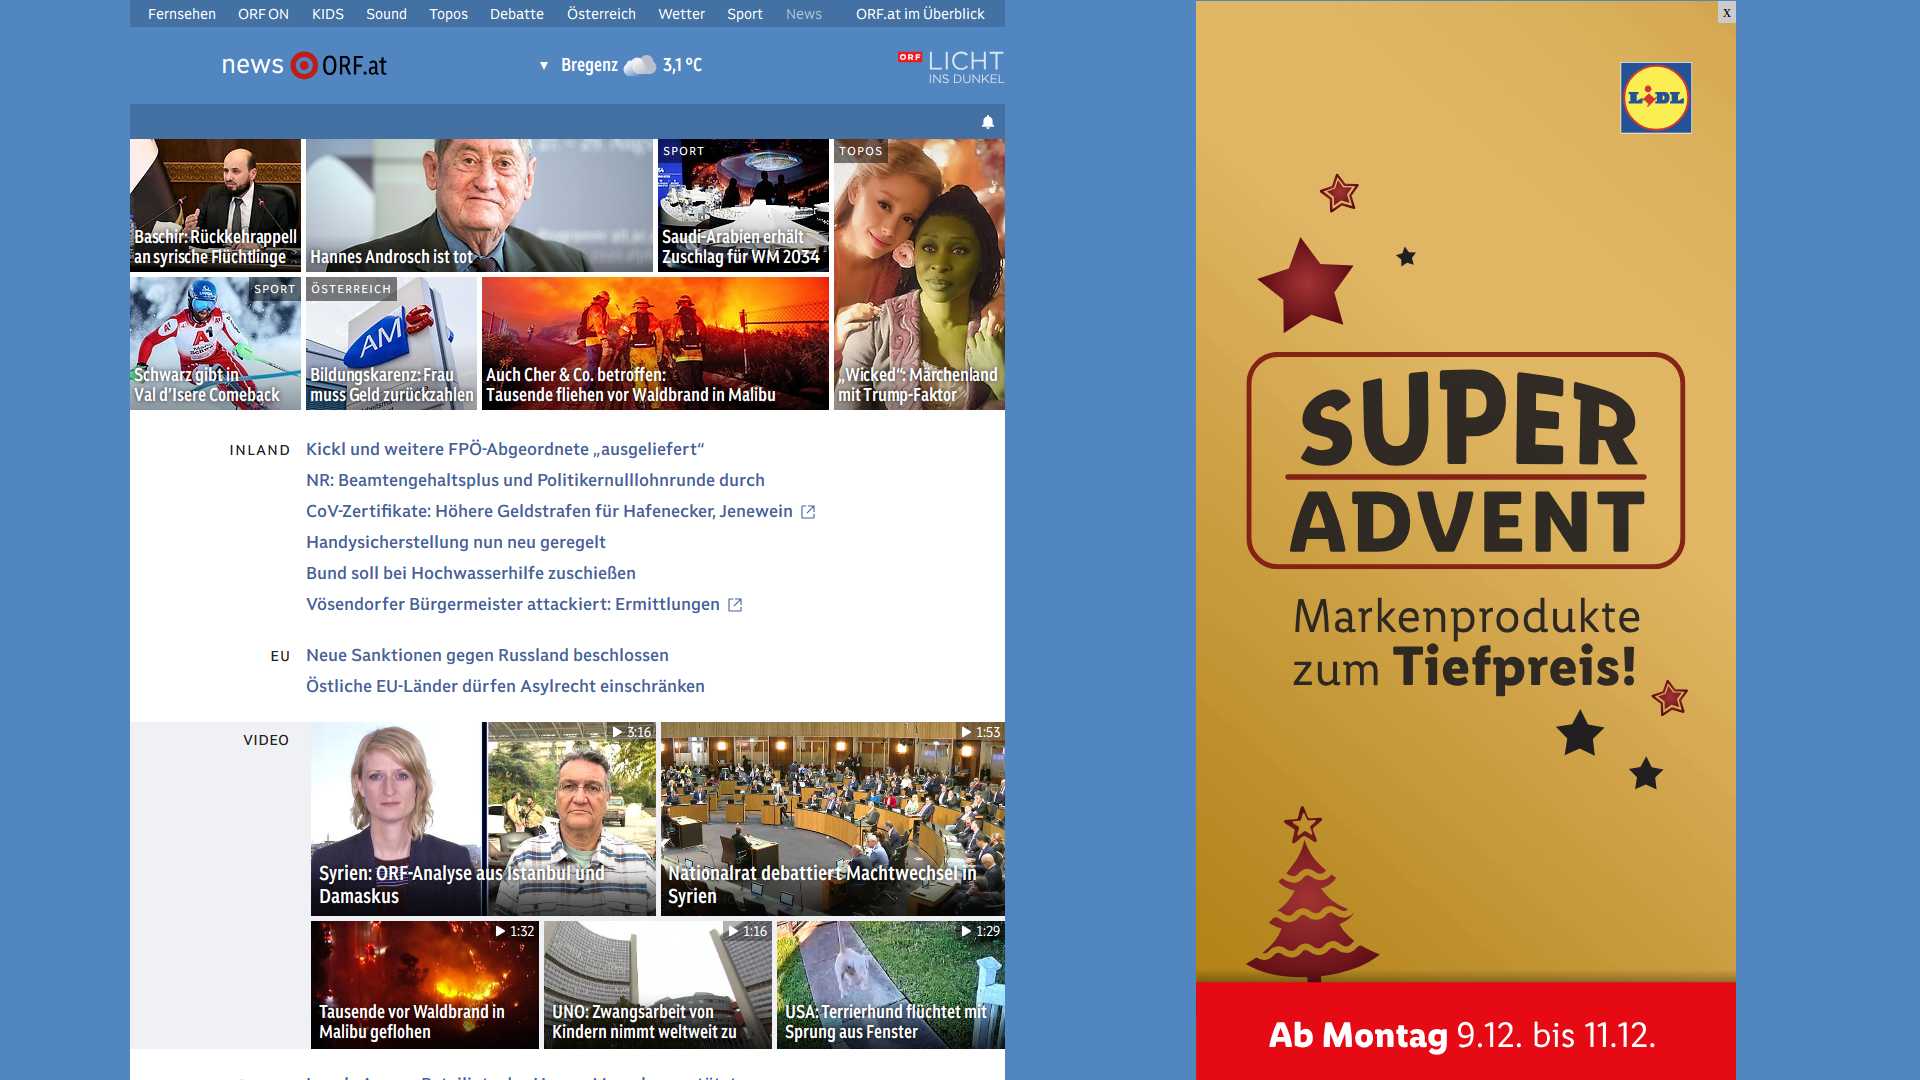 Fernsehen ORF ON KIDS Sound Topos Debatte Österreich Wetter Sport News ORF.at im Überblick
news ORF.at
Bregenz 3,1 °C
ORF LICHT
INS DUNKEL
Baschir: Rückkehrappell
an syrische Flüchtlinge
Hannes Androsch ist tot
SPORT
Saudi-Arabien erhält
Zuschlag für WM 2034
TOPOS
„Wicked“: Märchenland
mit Trump-Faktor
SPORT
Schwarz gibt in
Val d’Isere Comeback
ÖSTERREICH
AM
Bildungskarenz: Frau
muss Geld zurückzahlen
Auch Cher & Co. betroffen:
Tausende fliehen vor Waldbrand in Malibu
INLAND
Kickl und weitere FPÖ-Abgeordnete „ausgeliefert“
NR: Beamtengehaltsplus und Politikernulllohnrunde durch
CoV-Zertifikate: Höhere Geldstrafen für Hafenecker, Jenewein
Handysicherstellung nun neu geregelt
Bund soll bei Hochwasserhilfe zuschießen
Vösendorfer Bürgermeister attackiert: Ermittlungen
EU
Neue Sanktionen gegen Russland beschlossen
Östliche EU-Länder dürfen Asylrecht einschränken
VIDEO
3:16
Syrien: ORF-Analyse aus Istanbul und
Damaskus
1:53
Nationalrat debattiert Machtwechsel in
Syrien
1:32
Tausende vor Waldbrand in
Malibu geflohen
1:16
UNO: Zwangsarbeit von
Kindern nimmt weltweit zu
1:29
USA: Terrierhund flüchtet mit
Sprung aus Fenster
x
LIDL
SUPER
ADVENT
Markenprodukte
zum Tiefpreis!
Ab Montag 9.12. bis 11.12.